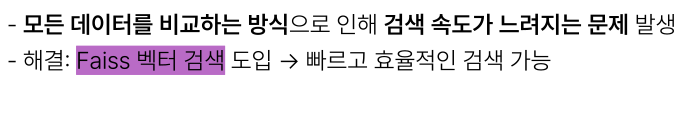 - 모든 데이터를 비교하는 방식으로 인해 검색 속도가 느려지는 문제 발생
- 해결: Faiss 벡터 검색 도입 → 빠르고 효율적인 검색 가능